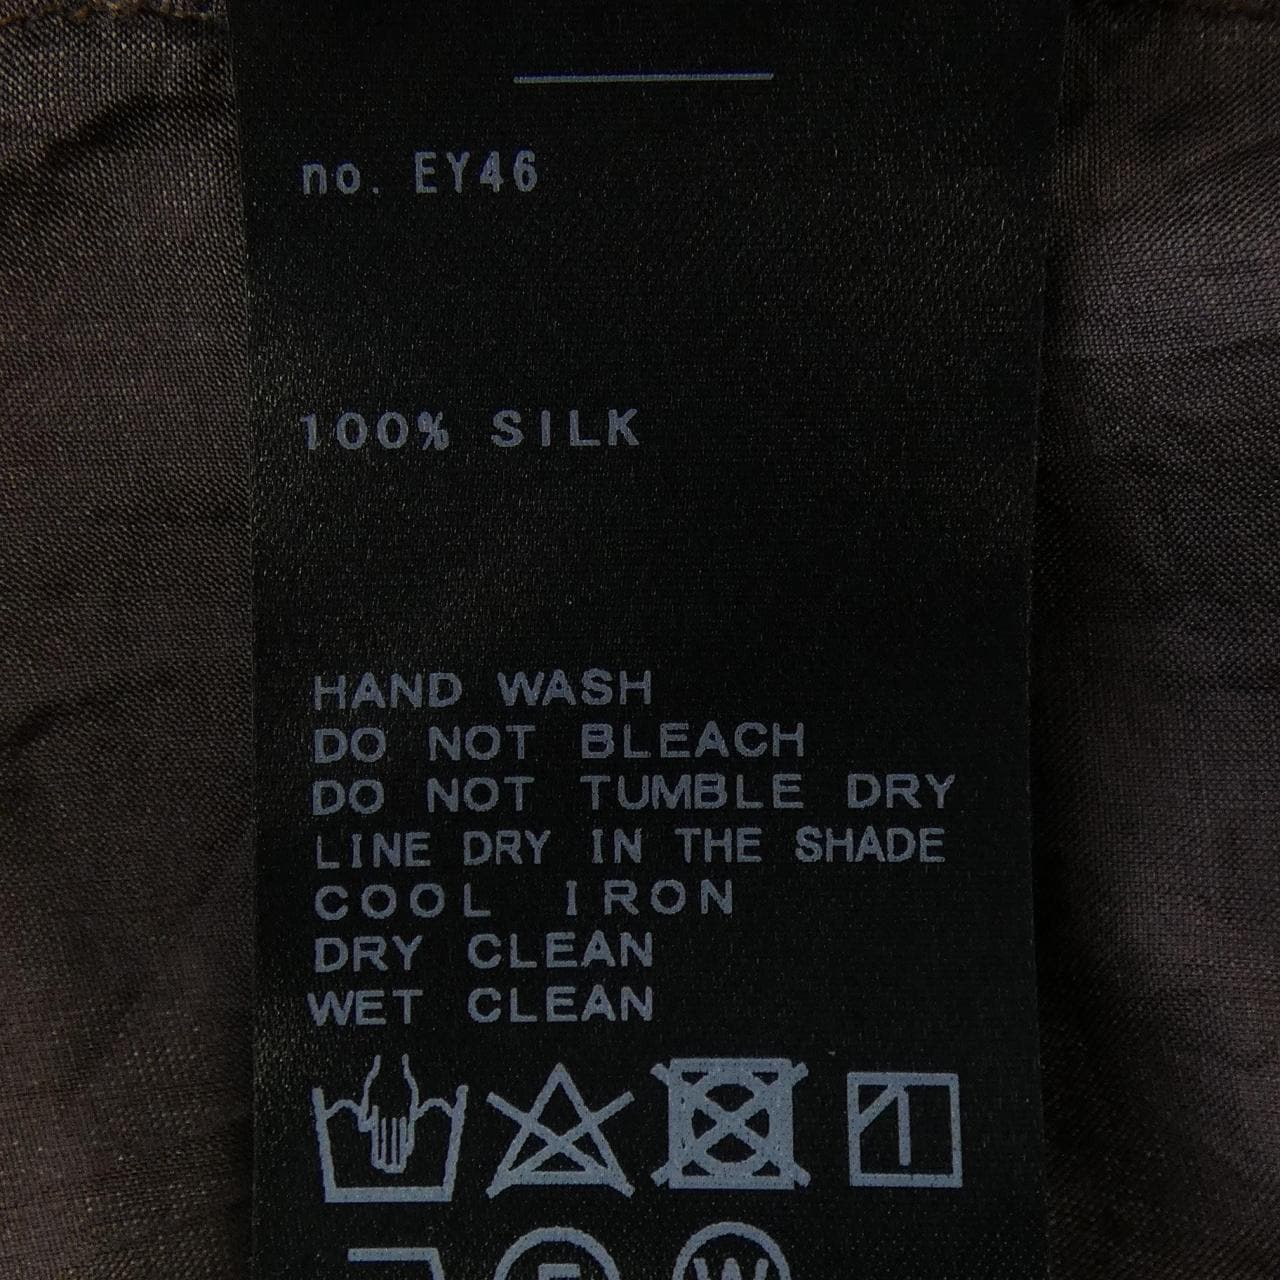 no. EY46
100% SILK
HAND WASH
DO NOT BLEACH
DO NOT TUMBLE DRY
LINE DRY IN THE SHADE
COOL IRON
DRY CLEAN
WET CLEAN
W